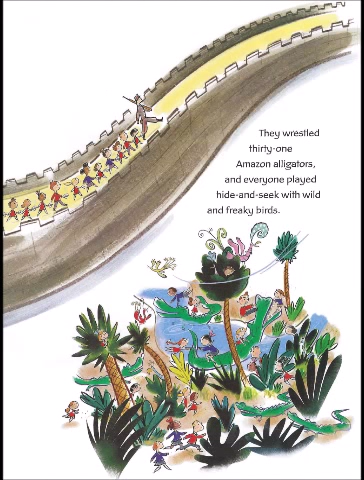 They wrestled
thirty-one
Amazon alligators,
and everyone played
hide-and-seek with wild
and freaky birds.